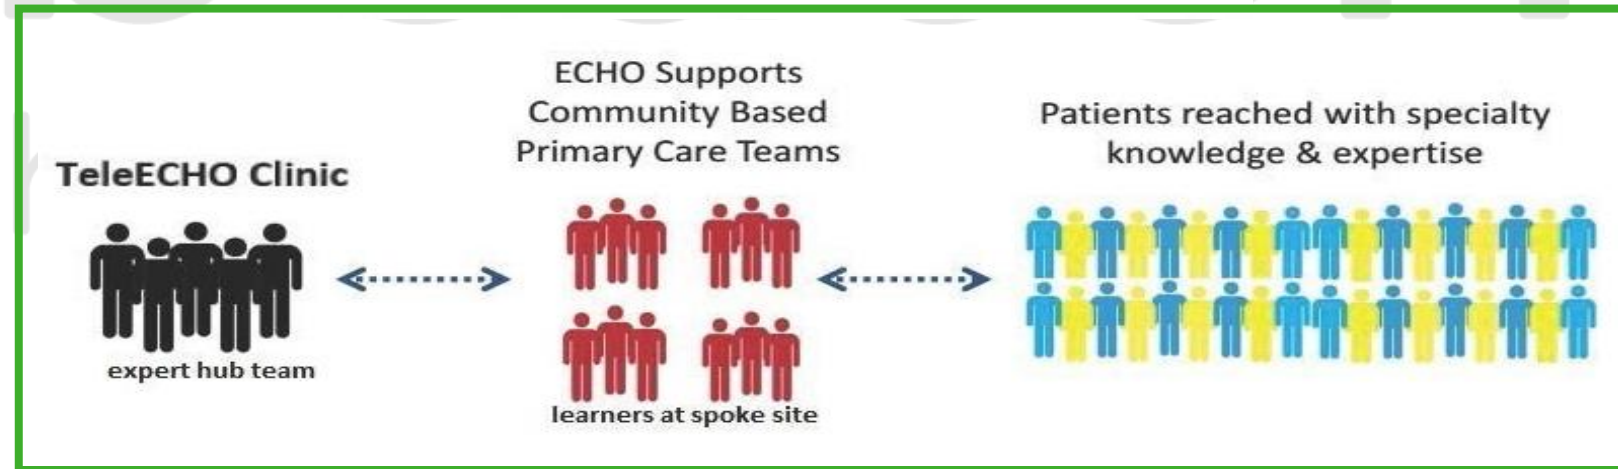 TeleECHO Clinic
expert hub team
ECHO Supports
Community Based
Primary Care Teams
learners at spoke site
Patients reached with specialty
knowledge & expertise